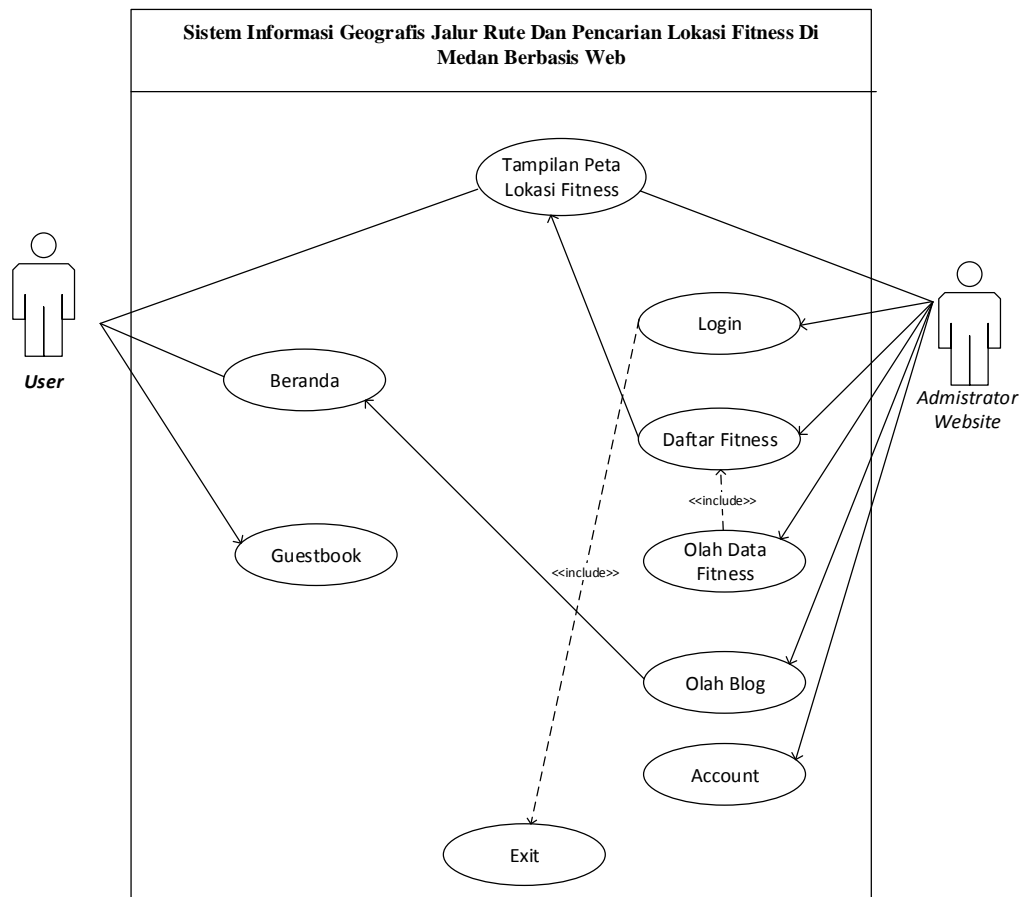 Sistem Informasi Geografis Jalur Rute Dan Pencarian Lokasi Fitness Di
Medan Berbasis Web
Tampilan Peta
Lokasi Fitness
Login
User
Beranda
Admistrator
Website
Daftar Fitness
<<include>>
Guestbook
Olah Data
Fitness
<<include>>
Olah Blog
Account
Exit